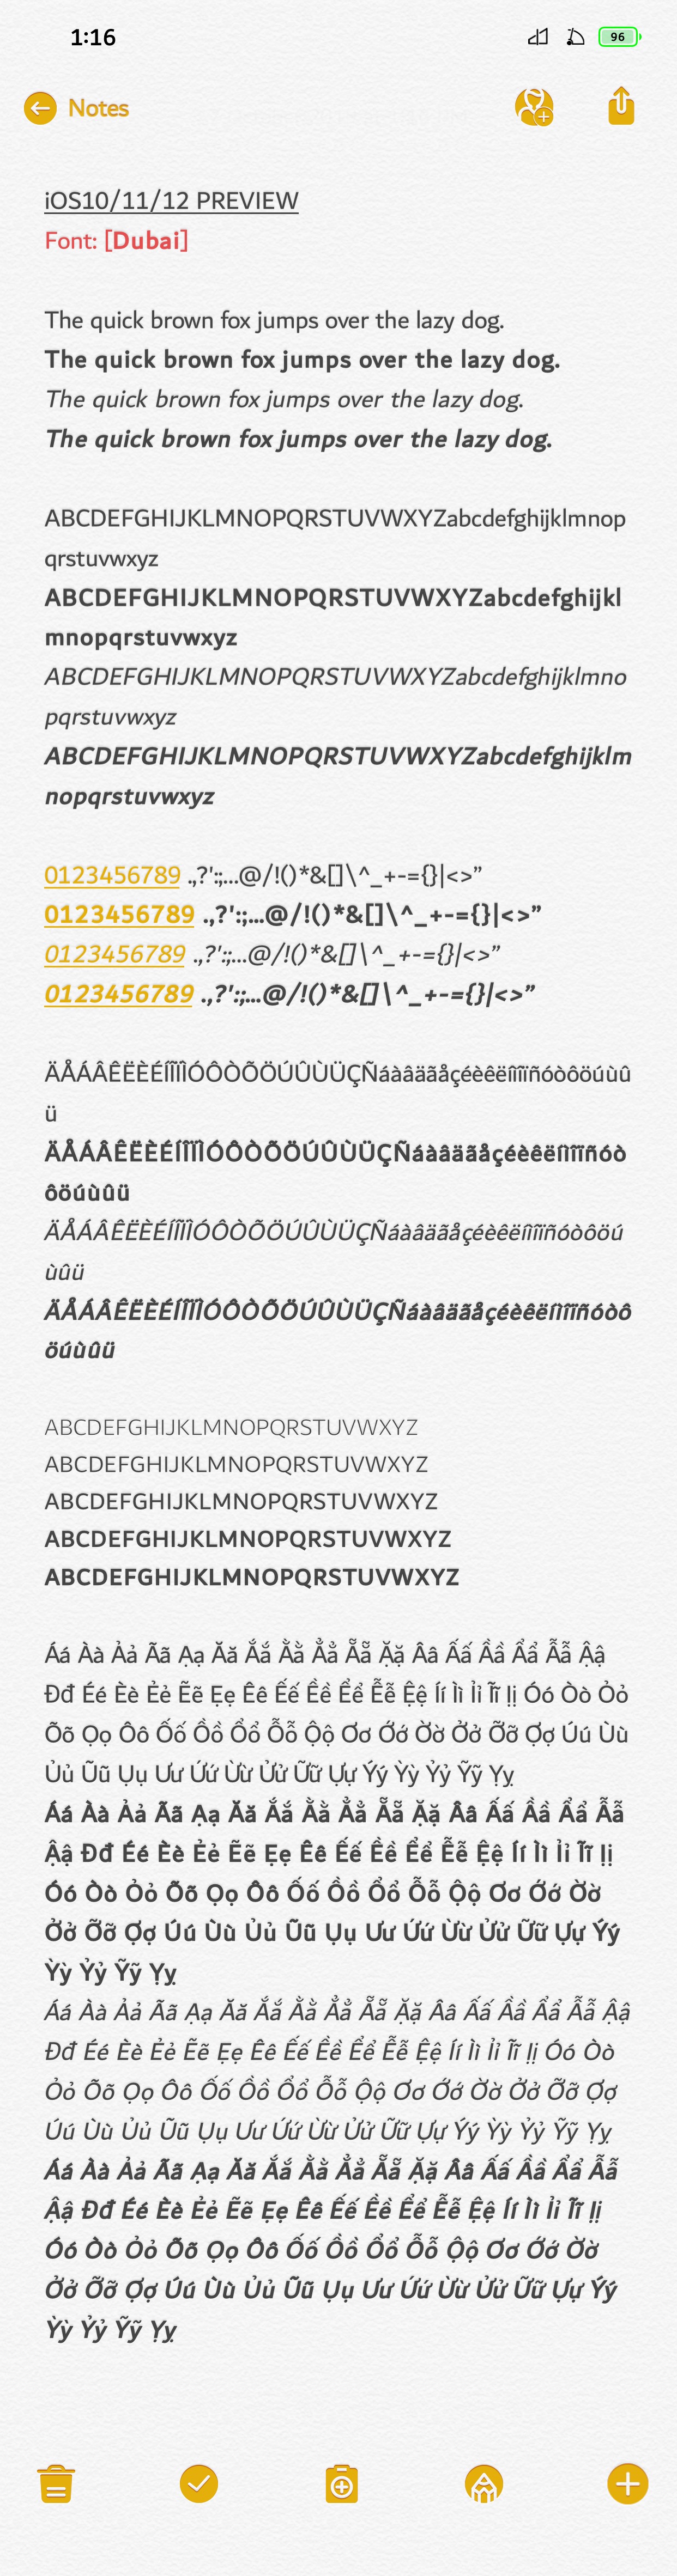 1:16
96
Notes
iOS10/11/12 PREVIEW
Font: [Dubai]
The quick brown fox jumps over the lazy dog.
The quick brown fox jumps over the lazy dog.
The quick brown fox jumps over the lazy dog.
The quick brown fox jumps over the lazy dog.
ABCDEFGHIJKLMNOPQRSTUVWXYZabcdefghijklmnop
qrstuvwxyz
ABCDEFGHIJKLMNOPQRSTUVWXYZabcdefghijkl
mnopqrstuvwxyz
ABCDEFGHIJKLMNOPQRSTUVWXYZabcdefghijklmno
pqrstuvwxyz
ABCDEFGHIJKLMNOPQRSTUVWXYZabcdefghijklm
nopqrstuvwxyz
0123456789 .,?':;...@/!()*&[]\^_+-={}|<>”
0123456789 .,?':;...@/!()*&[]\^_+-={}|<>”
0123456789 .,?':;...@/!()*&[]\^_+-={}|<>”
0123456789 .,?':;...@/!()*&[]\^_+-={}|<>”
ÄÅÁÂÊËÈÉÍÎÏÌÓÔÒÕÖÚÛÙÜÇÑáàâäãåçéèêëíìîïñóòôöúùû
ü
ÄÅÁÂÊËÈÉÍÎÏÌÓÔÒÕÖÚÛÙÜÇÑáàâäãåçéèêëíìîïñóò
ôöúùûü
ÄÅÁÂÊËÈÉÍÎÏÌÓÔÒÕÖÚÛÙÜÇÑáàâäãåçéèêëíìîïñóòôöú
ùûü
ÄÅÁÂÊËÈÉÍÎÏÌÓÔÒÕÖÚÛÙÜÇÑáàâäãåçéèêëíìîïñóòô
öúùûü
ABCDEFGHIJKLMNOPQRSTUVWXYZ
ABCDEFGHIJKLMNOPQRSTUVWXYZ
ABCDEFGHIJKLMNOPQRSTUVWXYZ
ABCDEFGHIJKLMNOPQRSTUVWXYZ
ABCDEFGHIJKLMNOPQRSTUVWXYZ
Áá Àà Ảả Ãã Ạạ Ăă Ắắ Ằằ Ẳẳ Ẵẵ Ặặ Ââ Ấấ Ầầ Ẩẩ Ẫẫ Ậậ
Đđ Éé Èè Ẻẻ Ẽẽ Ẹẹ Êê Ếế Ềề Ểể Ễễ Ệệ Íí Ìì Ỉỉ Ĩĩ Ịị Óó Òò Ỏỏ
Õõ Ọọ Ôô Ốố Ồồ Ổổ Ỗỗ Ộộ Ơơ Ớớ Ờờ Ởở Ỡỡ Ợợ Úú Ùù
Ủủ Ũũ Ụụ Ưư Ứứ Ừừ Ửử Ữữ Ựự Ýý Ỳỳ Ỷỷ Ỹỹ Ỵỵ
Áá Àà Ảả Ãã Ạạ Ăă Ắắ Ằằ Ẳẳ Ẵẵ Ặặ Ââ Ấấ Ầầ Ẩẩ Ẫẫ
Ậậ Đđ Éé Èè Ẻẻ Ẽẽ Ẹẹ Êê Ếế Ềề Ểể Ễễ Ệệ Íí Ìì Ỉỉ Ĩĩ Ịị
Óó Òò Ỏỏ Õõ Ọọ Ôô Ốố Ồồ Ổổ Ỗỗ Ộộ Ơơ Ớớ Ờờ
Ởở Ỡỡ Ợợ Úú Ùù Ủủ Ũũ Ụụ Ưư Ứứ Ừừ Ửử Ữữ Ựự Ýý
Ỳỳ Ỷỷ Ỹỹ Ỵỵ
Áá Àà Ảả Ãã Ạạ Ăă Ắắ Ằằ Ẳẳ Ẵẵ Ặặ Ââ Ấấ Ầầ Ẩẩ Ẫẫ Ậậ
Đđ Éé Èè Ẻẻ Ẽẽ Ẹẹ Êê Ếế Ềề Ểể Ễễ Ệệ Íí Ìì Ỉỉ Ĩĩ Ịị Óó Òò
Ỏỏ Õõ Ọọ Ôô Ốố Ồồ Ổổ Ỗỗ Ộộ Ơơ Ớớ Ờờ Ởở Ỡỡ Ợợ
Úú Ùù Ủủ Ũũ Ụụ Ưư Ứứ Ừừ Ửử Ữữ Ựự Ýý Ỳỳ Ỷỷ Ỹỹ Ỵỵ
Áá Àà Ảả Ãã Ạạ Ăă Ắắ Ằằ Ẳẳ Ẵẵ Ặặ Ââ Ấấ Ầầ Ẩẩ Ẫẫ
Ậậ Đđ Éé Èè Ẻẻ Ẽẽ Ẹẹ Êê Ếế Ềề Ểể Ễễ Ệệ Íí Ìì Ỉỉ Ĩĩ Ịị
Óó Òò Ỏỏ Õõ Ọọ Ôô Ốố Ồồ Ổổ Ỗỗ Ộộ Ơơ Ớớ Ờờ
Ởở Ỡỡ Ợợ Úú Ùù Ủủ Ũũ Ụụ Ưư Ứứ Ừừ Ửử Ữữ Ựự Ýý
Ỳỳ Ỷỷ Ỹỹ Ỵỵ